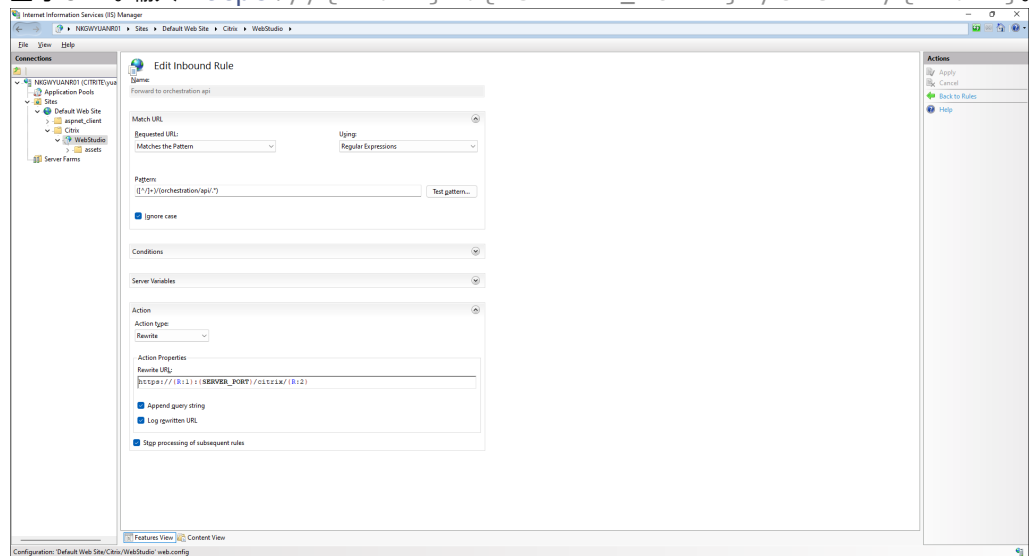 Internet Information Services (IIS) Manager
NKGWYUANR01 ▸ Sites ▸ Default Web Site ▸ Citrix ▸ WebStudio ▸
File View Help
Connections
NKGWYUANR01 (CITRITE\yua
Application Pools
Sites
Default Web Site
aspnet_client
Citrix
WebStudio
assets
Server Farms
Edit Inbound Rule
Name:
Forward to orchestration api
Match URL
Requested URL:
Using:
Matches the Pattern
Regular Expressions
Pattern:
([^/]+)/(orchestration/api/.*)
Test pattern...
Ignore case
Conditions
Server Variables
Action
Action type:
Rewrite
Action Properties
Rewrite URL:
https://{R:1}:{SERVER_PORT}/citrix/{R:2}
Append query string
Log rewritten URL
Stop processing of subsequent rules
Features View Content View
Configuration: 'Default Web Site/Citrix/WebStudio' web.config
Actions
Apply
Cancel
Back to Rules
Help